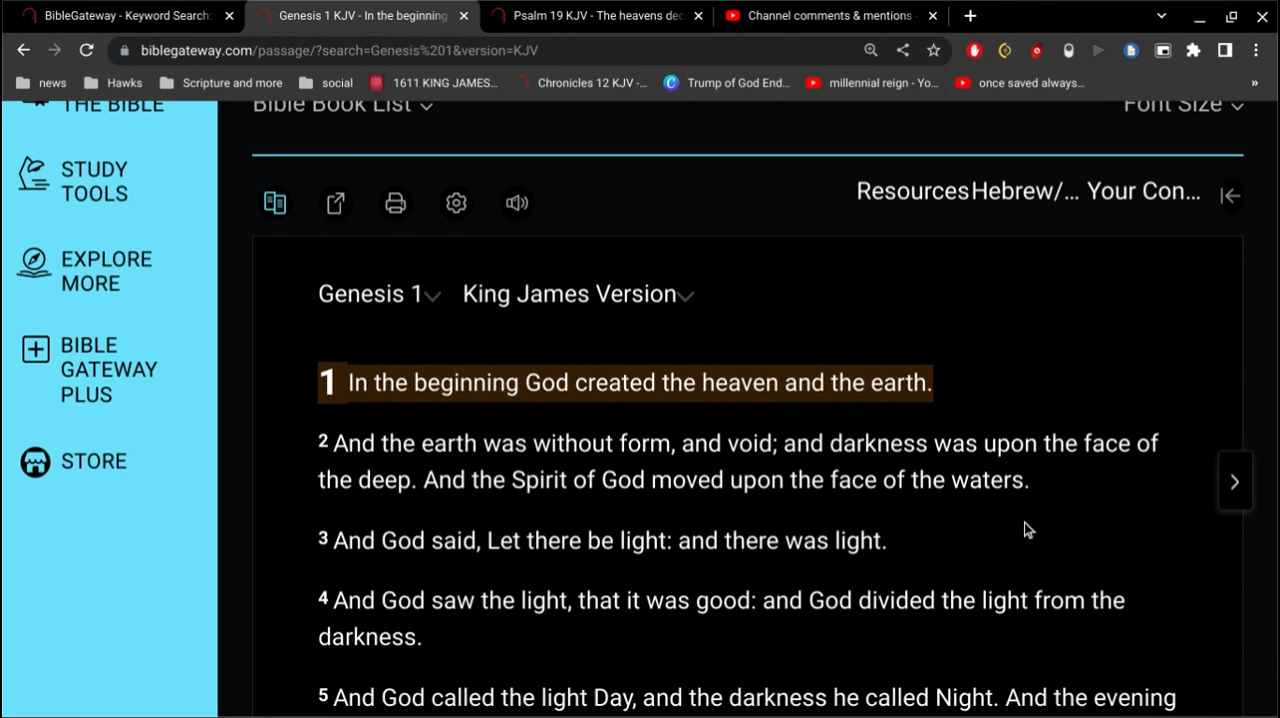 BibleGateway - Keyword Search:
Genesis 1 KJV - In the beginning
Psalm 19 KJV - The heavens dec
Channel comments & mentions -
biblegateway.com/passage/?search=Genesis%201&version=KJV
news
Hawks
Scripture and more
social
1611 KING JAMES...
Chronicles 12 KJV -...
Trump of God End...
millennial reign - Yo...
once saved always...
»
THE BIBLE
STUDY
TOOLS
EXPLORE
MORE
BIBLE
GATEWAY
PLUS
STORE
Bible Book List
Font Size
Resources Hebrew/... Your Con...
Genesis 1 King James Version
1 In the beginning God created the heaven and the earth.
2 And the earth was without form, and void; and darkness was upon the face of
the deep. And the Spirit of God moved upon the face of the waters.
3 And God said, Let there be light: and there was light.
4 And God saw the light, that it was good: and God divided the light from the
darkness.
5 And God called the light Day, and the darkness he called Night. And the evening